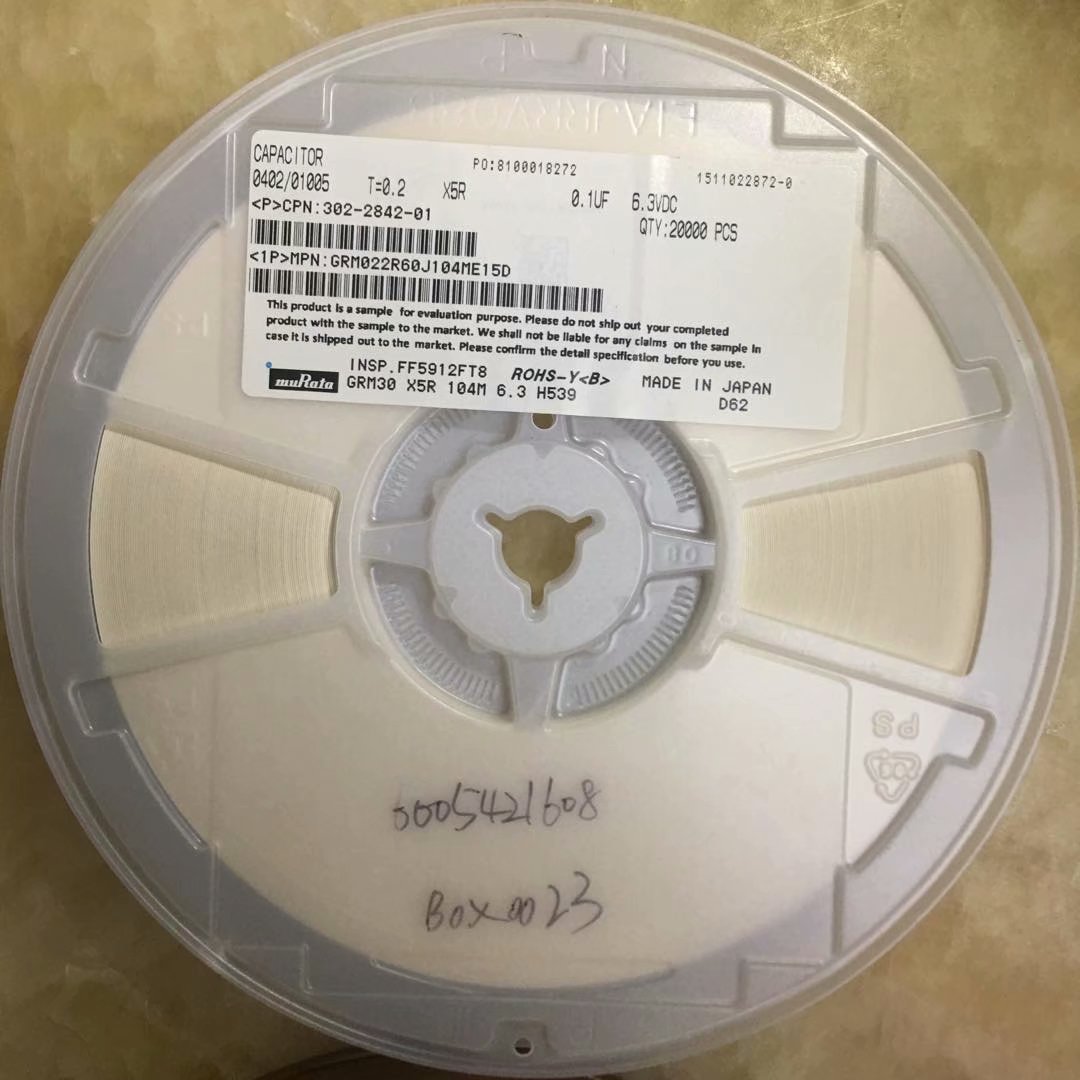 N P
CAPACITOR PO:8100018272 1511022872-0
0402/01005 T=0.2 X5R 0.1UF 6.3VDC
<P>CPN:302-2842-01 QTY:20000 PCS
<1P>MPN:GRM022R60J104ME15D
This product is a sample for evaluation purpose. Please do not ship out your completed
product with the sample to the market. We shall not be liable for any claims on the sample in
case it is shipped out to the market. Please confirm the detail specification before you use.
INSP.FF5912FT8 ROHS-Y<B> MADE IN JAPAN
muRata GRM30 X5R 104M 6.3 H539 D62
80
PS
0005421608
Box0023